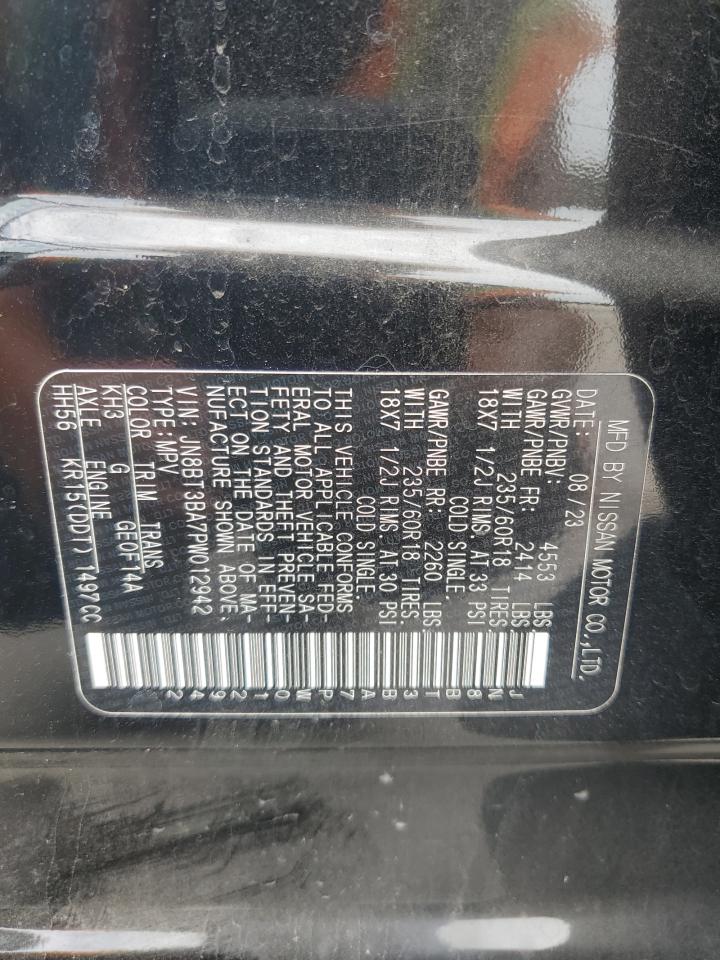 MFD BY NISSAN MOTOR CO.,LTD.
DATE: 08/23
GVWR/PNBV: 4553 LBS
GAWR/PNBE FR: 2414 LBS.
WITH 235/60R18 TIRES.
18X7 1/2J RIMS. AT 33 PSI
COLD SINGLE.
GAWR/PNBE RR: 2260 LBS.
WITH 235/60R18 TIRES.
18X7 1/2J RIMS. AT 30 PSI
COLD SINGLE.
THIS VEHICLE CONFORMS
TO ALL APPLICABLE FED-
ERAL MOTOR VEHICLE SA-
FETY AND THEFT PREVEN-
TION STANDARDS IN EFF-
ECT ON THE DATE OF MA-
NUFACTURE SHOWN ABOVE.
VIN: JN8BT3BA7PW012942
TYPE:MPV
COLOR TRIM TRANS
KH3 G GE0F14A
AXLE ENGINE
HH56 KR15(DDT) 1497CC
JN8BT3BA7PW012942